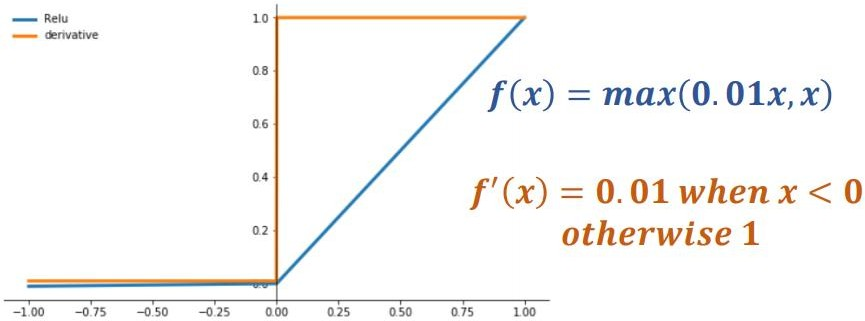 Relu
derivative
1.0
0.8
0.6
0.4
0.2
0.0
−1.00 −0.75 −0.50 −0.25 0.00 0.25 0.50 0.75 1.00
f(x) = max(0.01x, x)
f′(x) = 0.01 when x < 0
otherwise 1